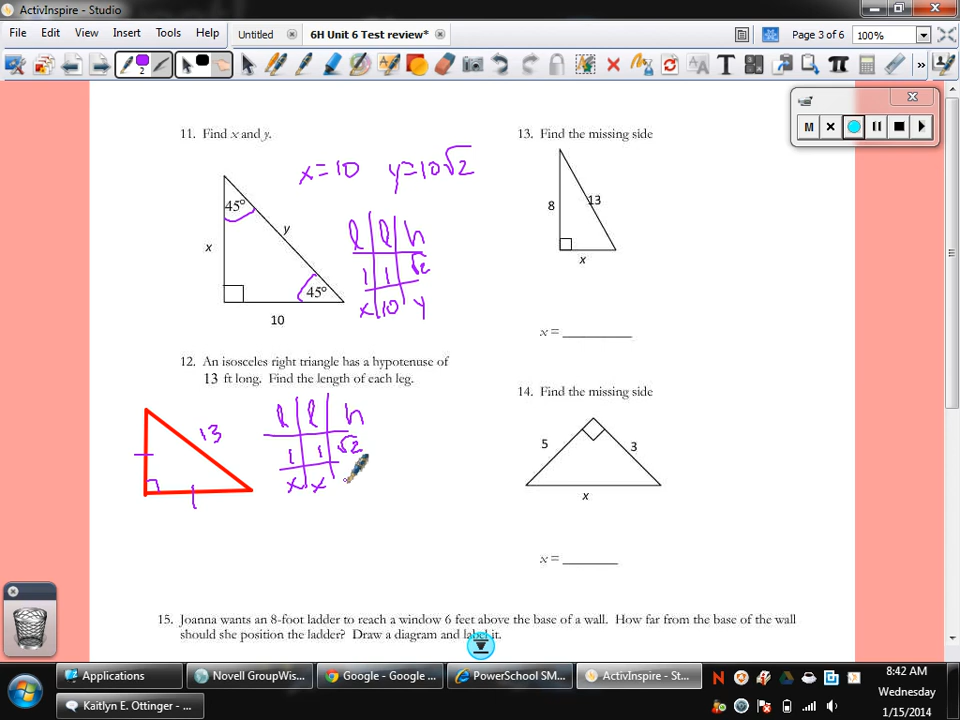 ActivInspire - Studio
File Edit View Insert Tools Help Untitled 6H Unit 6 Test review* Page 3 of 6 100%
2
11. Find x and y.
x=10 y=10√2
45°
y
x
45°
10
l l h
1 1 √2
x 10 y
12. An isosceles right triangle has a hypotenuse of
13 ft long. Find the length of each leg.
13
l l h
1 1 √2
x x
13. Find the missing side
8
13
x
x = ________
14. Find the missing side
5
3
x
x = ________
M
15. Joanna wants an 8-foot ladder to reach a window 6 feet above the base of a wall. How far from the base of the wall
should she position the ladder? Draw a diagram and label it.
Applications Novell GroupWis... Google - Google ... PowerSchool SM... ActivInspire - St...
Kaitlyn E. Ottinger - ...
8:42 AM
Wednesday
1/15/2014